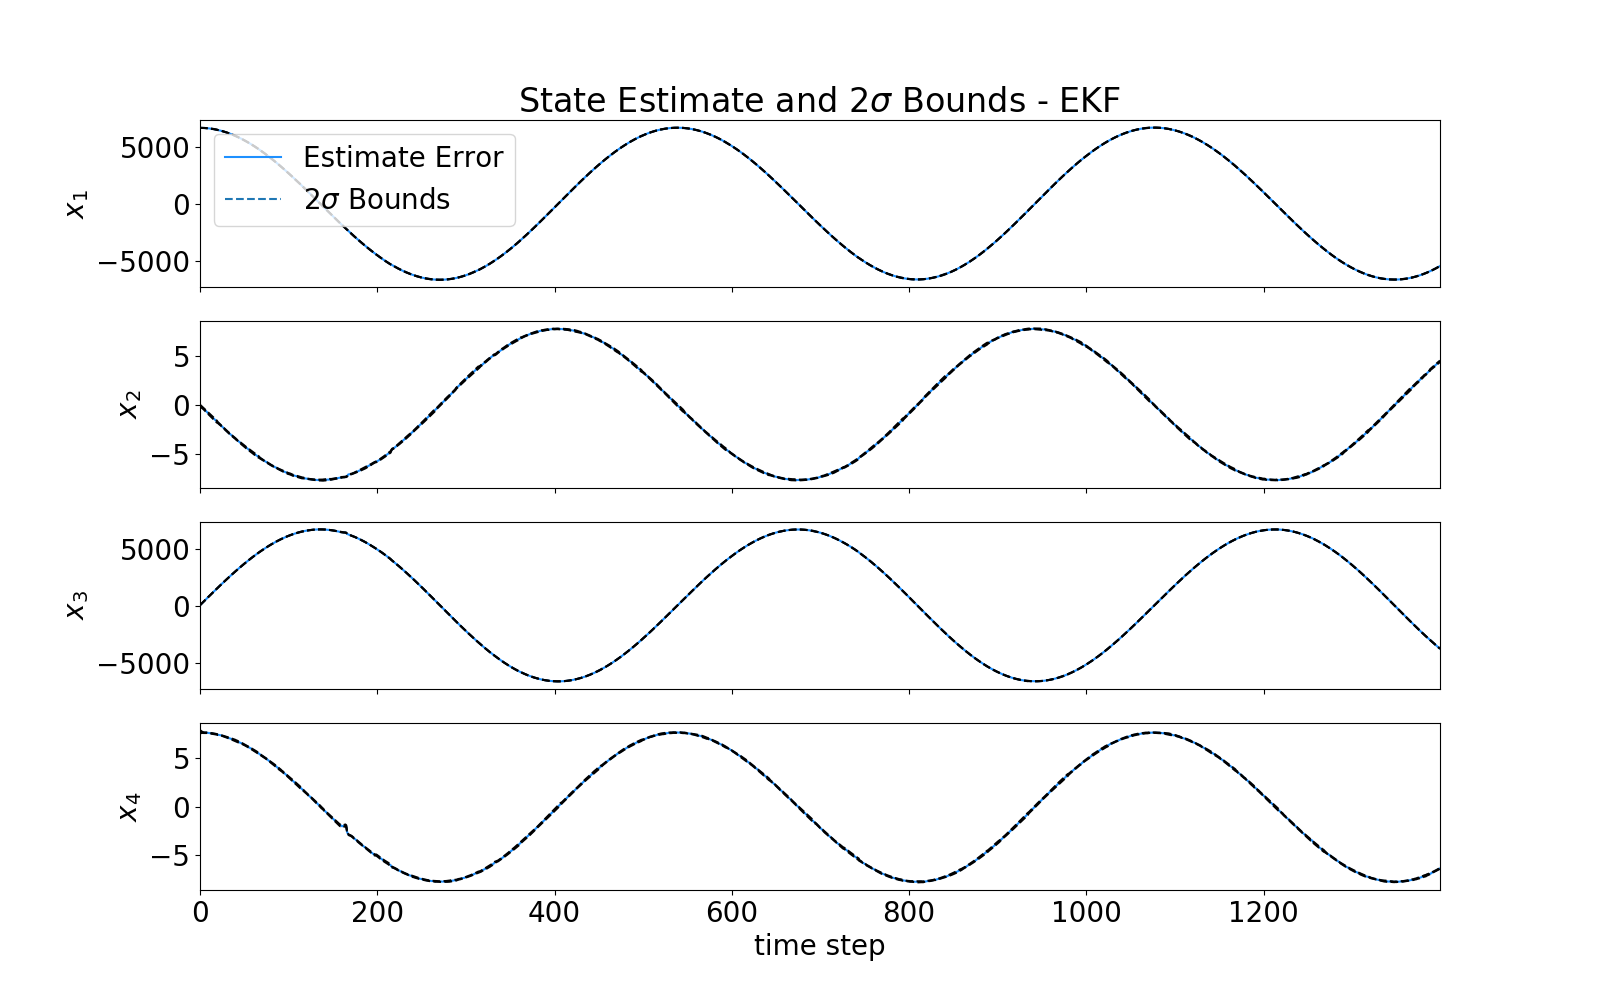 State Estimate and 2σ Bounds - EKF
5000
0
−5000
x₁
Estimate Error
2σ Bounds
5
0
−5
x₂
5000
0
−5000
x₃
5
0
−5
x₄
0 200 400 600 800 1000 1200
time step